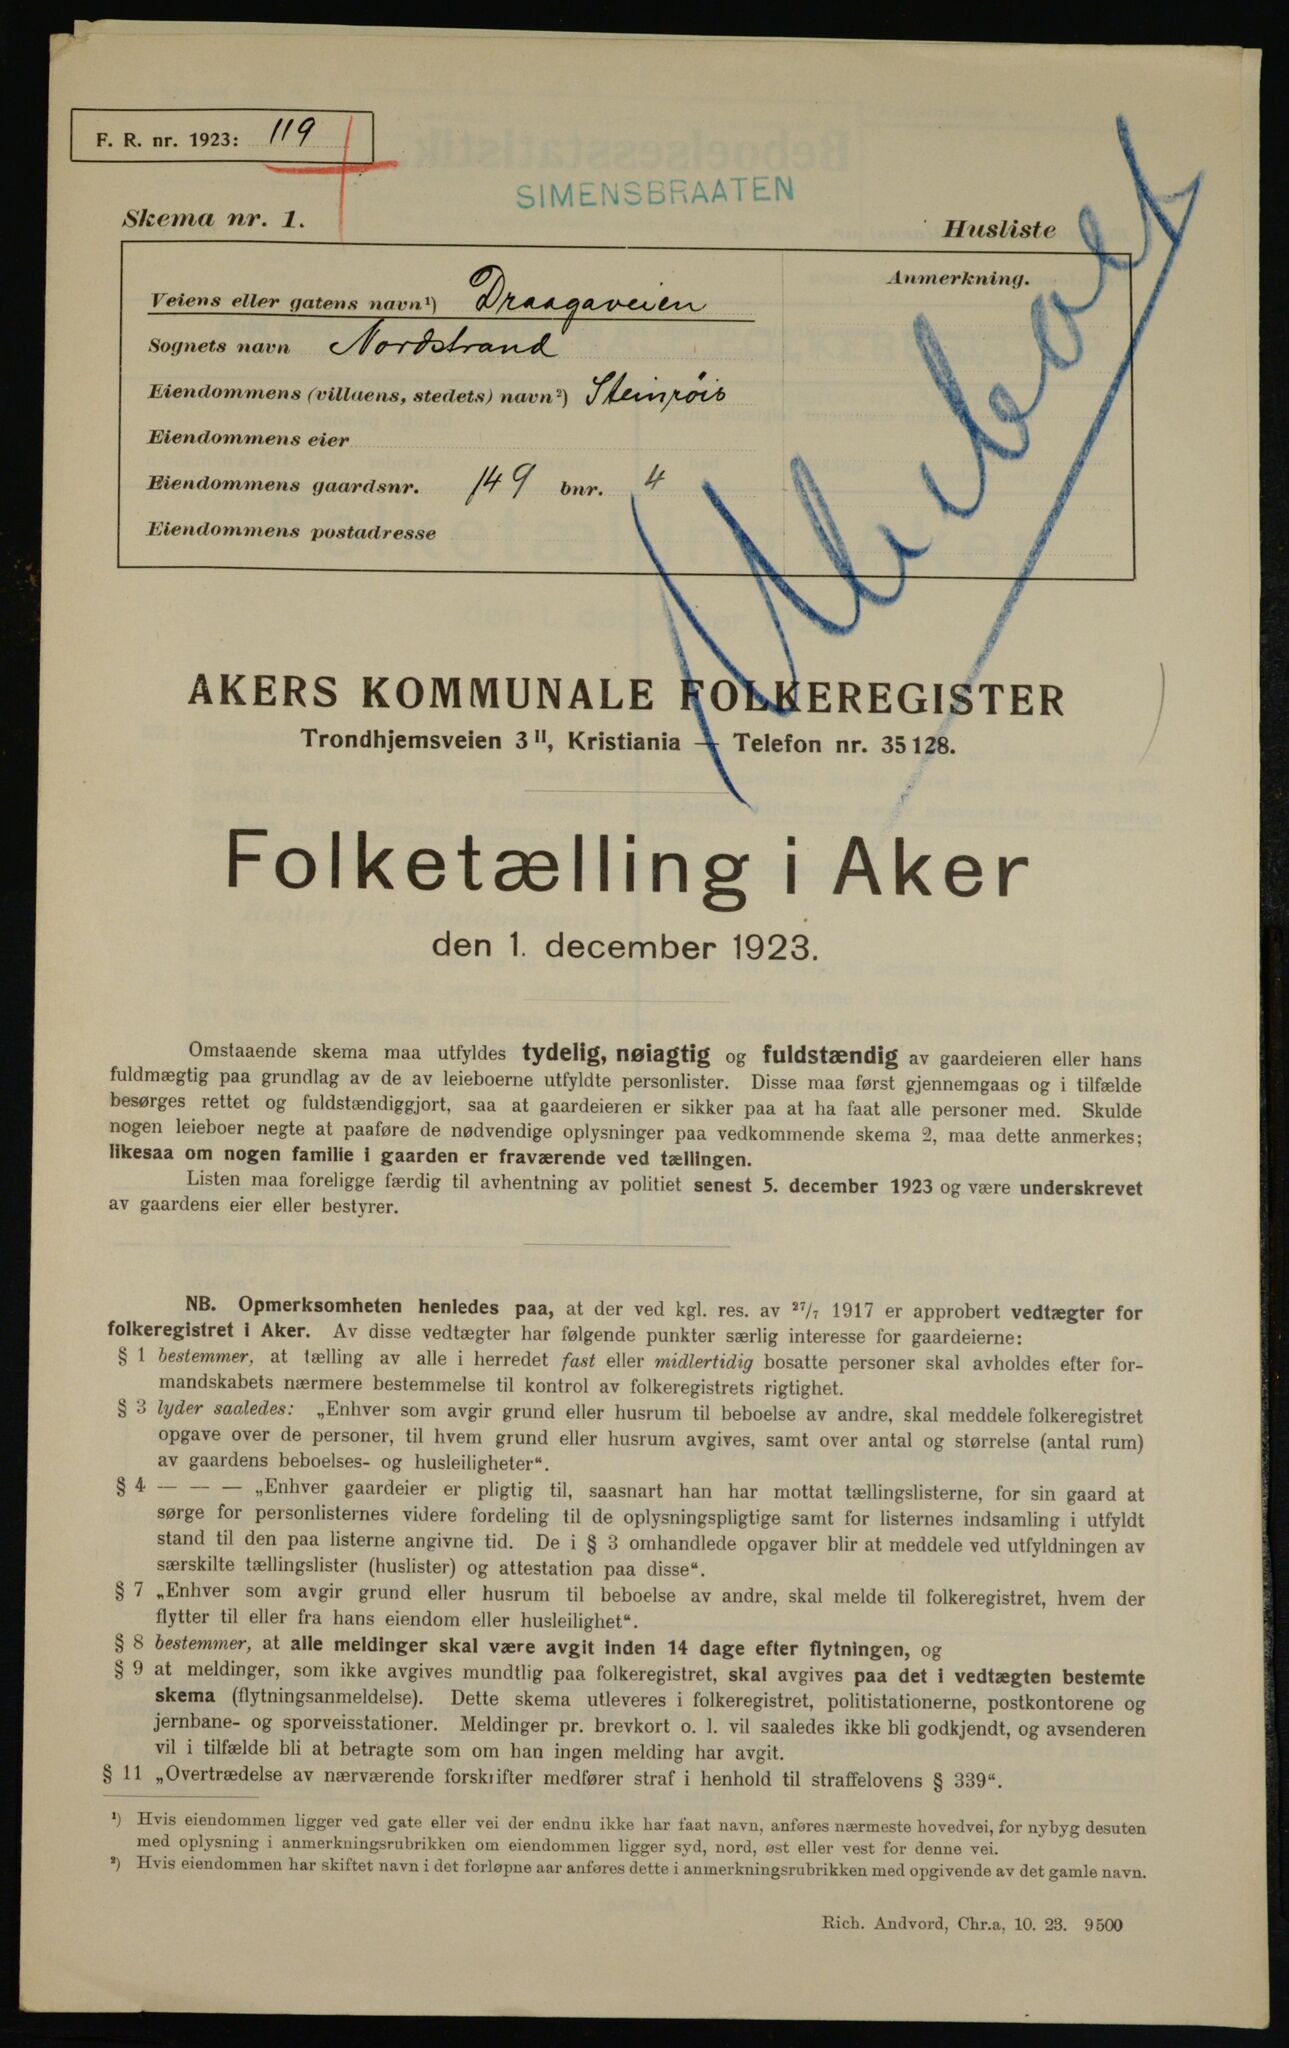 F. R. nr. 1923: 119
SIMENSBRAATEN
Skema nr. 1.
Husliste
Anmerkning.
Veiens eller gatens navn¹) Draagaveien
Sognets navn Nordstrand
Eiendommens (villaens, stedets) navn²) Steinrøis
Eiendommens eier
Eiendommens gaardsnr. 149 bnr. 4
Eiendommens postadresse
AKERS KOMMUNALE FOLKEREGISTER
Trondhjemsveien 3 II, Kristiania — Telefon nr. 35 128.
Folketælling i Aker
den 1. december 1923.
Omstaaende skema maa utfyldes tydelig, nøiagtig og fuldstændig av gaardeieren eller hans
fuldmægtig paa grundlag av de av leieboerne utfyldte personlister. Disse maa først gjennemgaas og i tilfælde
besørges rettet og fuldstændiggjort, saa at gaardeieren er sikker paa at ha faat alle personer med. Skulde
nogen leieboer negte at paaføre de nødvendige oplysninger paa vedkommende skema 2, maa dette anmerkes;
likesaa om nogen familie i gaarden er fraværende ved tællingen.
Listen maa foreligge færdig til avhentning av politiet senest 5. december 1923 og være underskrevet
av gaardens eier eller bestyrer.
NB. Opmerksomheten henledes paa, at der ved kgl. res. av 27/7 1917 er approbert vedtægter for
folkeregistret i Aker. Av disse vedtægter har følgende punkter særlig interesse for gaardeierne:
§ 1 bestemmer, at tælling av alle i herredet fast eller midlertidig bosatte personer skal avholdes efter for-
mandskabets nærmere bestemmelse til kontrol av folkeregistrets rigtighet.
§ 3 lyder saaledes: „Enhver som avgir grund eller husrum til beboelse av andre, skal meddele folkeregistret
opgave over de personer, til hvem grund eller husrum avgives, samt over antal og størrelse (antal rum)
av gaardens beboelses- og husleiligheter“.
§ 4 — — — „Enhver gaardeier er pligtig til, saasnart han har mottat tællingslisterne, for sin gaard at
sørge for personlisternes videre fordeling til de oplysningspligtige samt for listernes indsamling i utfyldt
stand til den paa listerne angivne tid. De i § 3 omhandlede opgaver blir at meddele ved utfyldningen av
særskilte tællingslister (huslister) og attestation paa disse“.
§ 7 „Enhver som avgir grund eller husrum til beboelse av andre, skal melde til folkeregistret, hvem der
flytter til eller fra hans eiendom eller husleilighet“.
§ 8 bestemmer, at alle meldinger skal være avgit inden 14 dage efter flytningen, og
§ 9 at meldinger, som ikke avgives mundtlig paa folkeregistret, skal avgives paa det i vedtægten bestemte
skema (flytningsanmeldelse). Dette skema utleveres i folkeregistret, politistationerne, postkontorene og
jernbane- og sporveisstationer. Meldinger pr. brevkort o. l. vil saaledes ikke bli godkjendt, og avsenderen
vil i tilfælde bli at betragte som om han ingen melding har avgit.
§ 11 „Overtrædelse av nærværende forskrifter medfører straf i henhold til straffelovens § 339“.
¹) Hvis eiendommen ligger ved gate eller vei der endnu ikke har faat navn, anføres nærmeste hovedvei, for nybyg desuten
med oplysning i anmerkningsrubrikken om eiendommen ligger syd, nord, øst eller vest for denne vei.
²) Hvis eiendommen har skiftet navn i det forløpne aar anføres dette i anmerkningsrubrikken med opgivende av det gamle navn.
Rich. Andvord, Chr.a, 10. 23. 9500